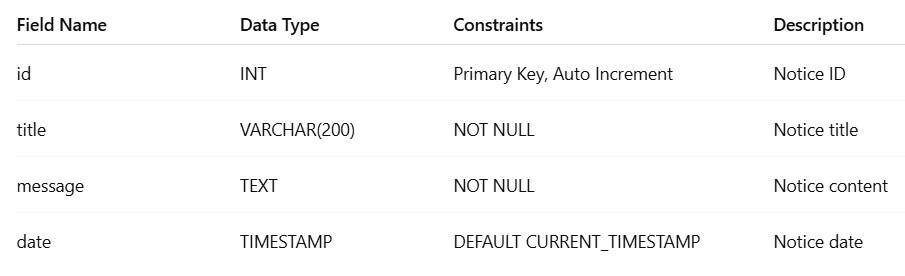 Field Name Data Type Constraints Description
id INT Primary Key, Auto Increment Notice ID
title VARCHAR(200) NOT NULL Notice title
message TEXT NOT NULL Notice content
date TIMESTAMP DEFAULT CURRENT_TIMESTAMP Notice date